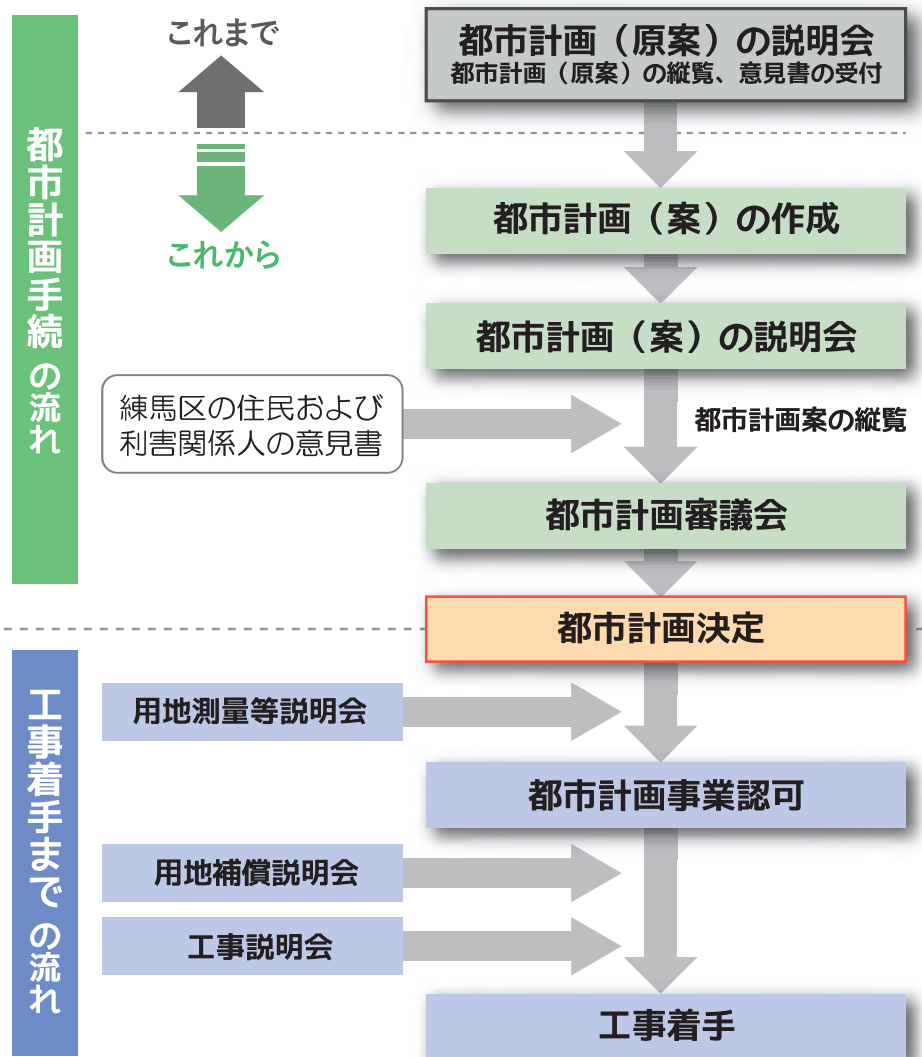 都市計画手続の流れ
これまで
これから
都市計画（原案）の説明会
都市計画（原案）の縦覧、意見書の受付
都市計画（案）の作成
都市計画（案）の説明会
練馬区の住民および
利害関係人の意見書
都市計画案の縦覧
都市計画審議会
都市計画決定
工事着手までの流れ
用地測量等説明会
都市計画事業認可
用地補償説明会
工事説明会
工事着手